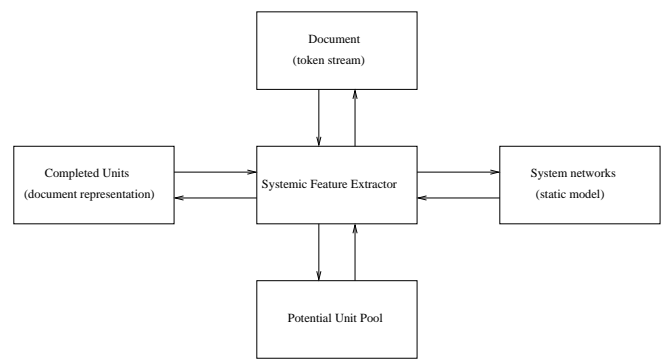 Document
(token stream)
Completed Units
(document representation)
Systemic Feature Extractor
System networks
(static model)
Potential Unit Pool